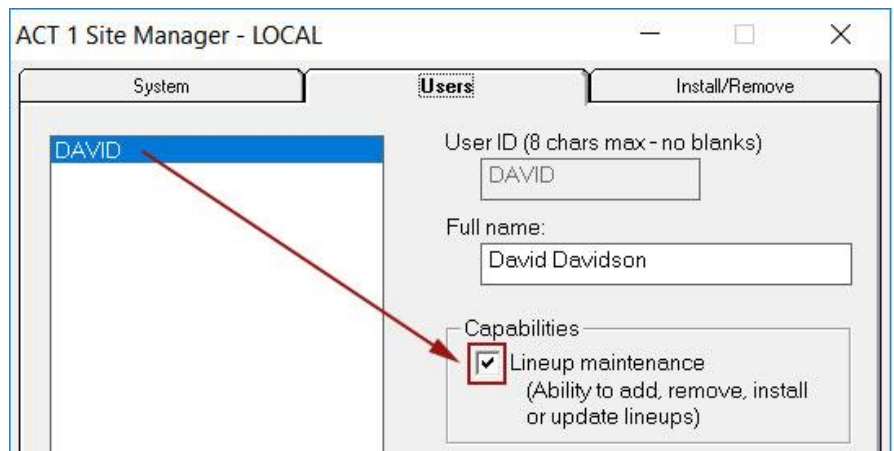 ACT 1 Site Manager - LOCAL
System
Users
Install/Remove
DAVID
User ID (8 chars max - no blanks)
DAVID
Full name:
David Davidson
Capabilities
Lineup maintenance
(Ability to add, remove, install
or update lineups)